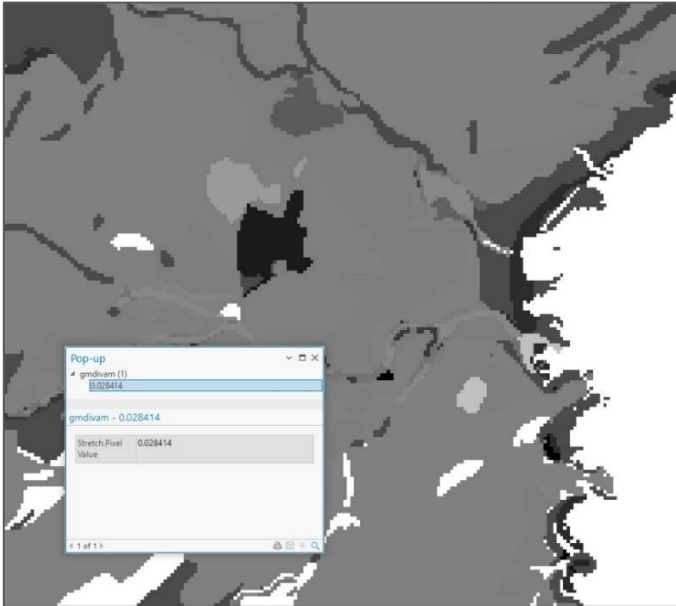 Pop-up
gmdivam (1)
0.028414
gmdivam - 0.028414
Stretch.Pixel 0.028414
Value
1 of 1